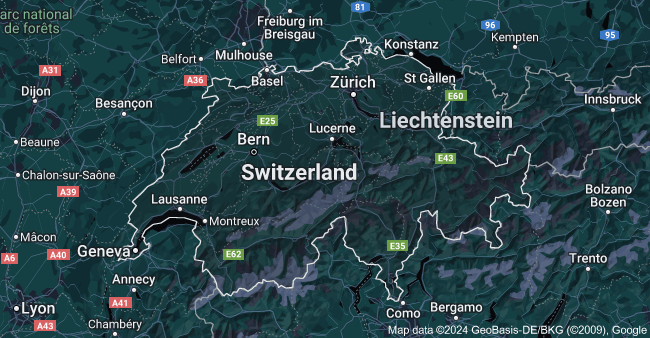 arc national
de forêts
Freiburg im
Breisgau
81
96
95
Konstanz
Kempten
Belfort
Mulhouse
A31
A36
Basel
Zürich
St Gallen
E60
Dijon
Besançon
Innsbruck
E25
Lucerne
Liechtenstein
Beaune
Bern
E43
Chalon-sur-Saône
Switzerland
A39
Bolzano
Bozen
Lausanne
Montreux
Mâcon
A6
A40
Geneva
E62
E35
Trento
Annecy
A41
Lyon
A43
Chambéry
Como
Bergamo
Map data ©2024 GeoBasis-DE/BKG (©2009), Google